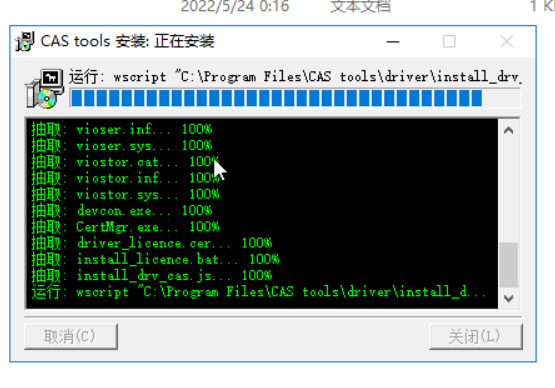 2022/5/24 0:16 文本文档 1 K
CAS tools 安装: 正在安装
运行: wscript "C:\Program Files\CAS tools\driver\install_drv_
抽取: vioser.inf... 100%
抽取: vioser.sys... 100%
抽取: viostor.cat... 100%
抽取: viostor.inf... 100%
抽取: viostor.sys... 100%
抽取: devcon.exe... 100%
抽取: CertMgr.exe... 100%
抽取: driver_licence.cer... 100%
抽取: install_licence.bat... 100%
抽取: install_drv_cas.js... 100%
运行: wscript "C:\Program Files\CAS tools\driver\install_d...
取消(C) 关闭(L)